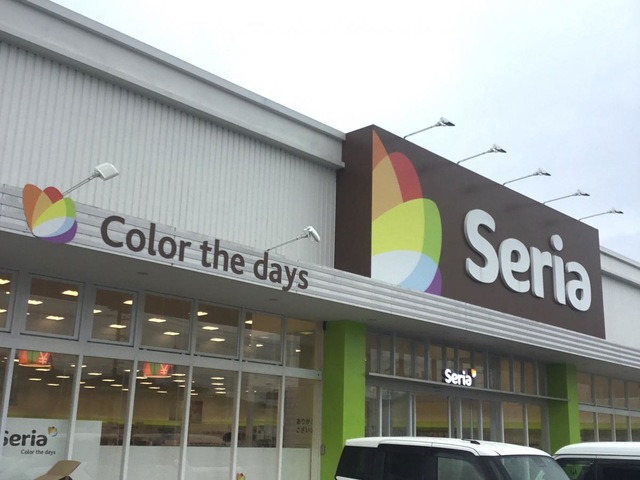 Color the days
Seria
Seria
Seria
Color the days
¥
¥